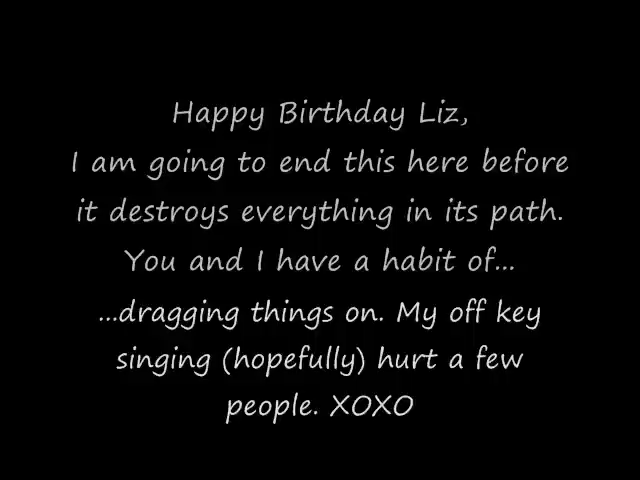 Happy Birthday Liz,
I am going to end this here before
it destroys everything in its path.
You and I have a habit of...
...dragging things on. My off key
singing (hopefully) hurt a few
people. XOXO